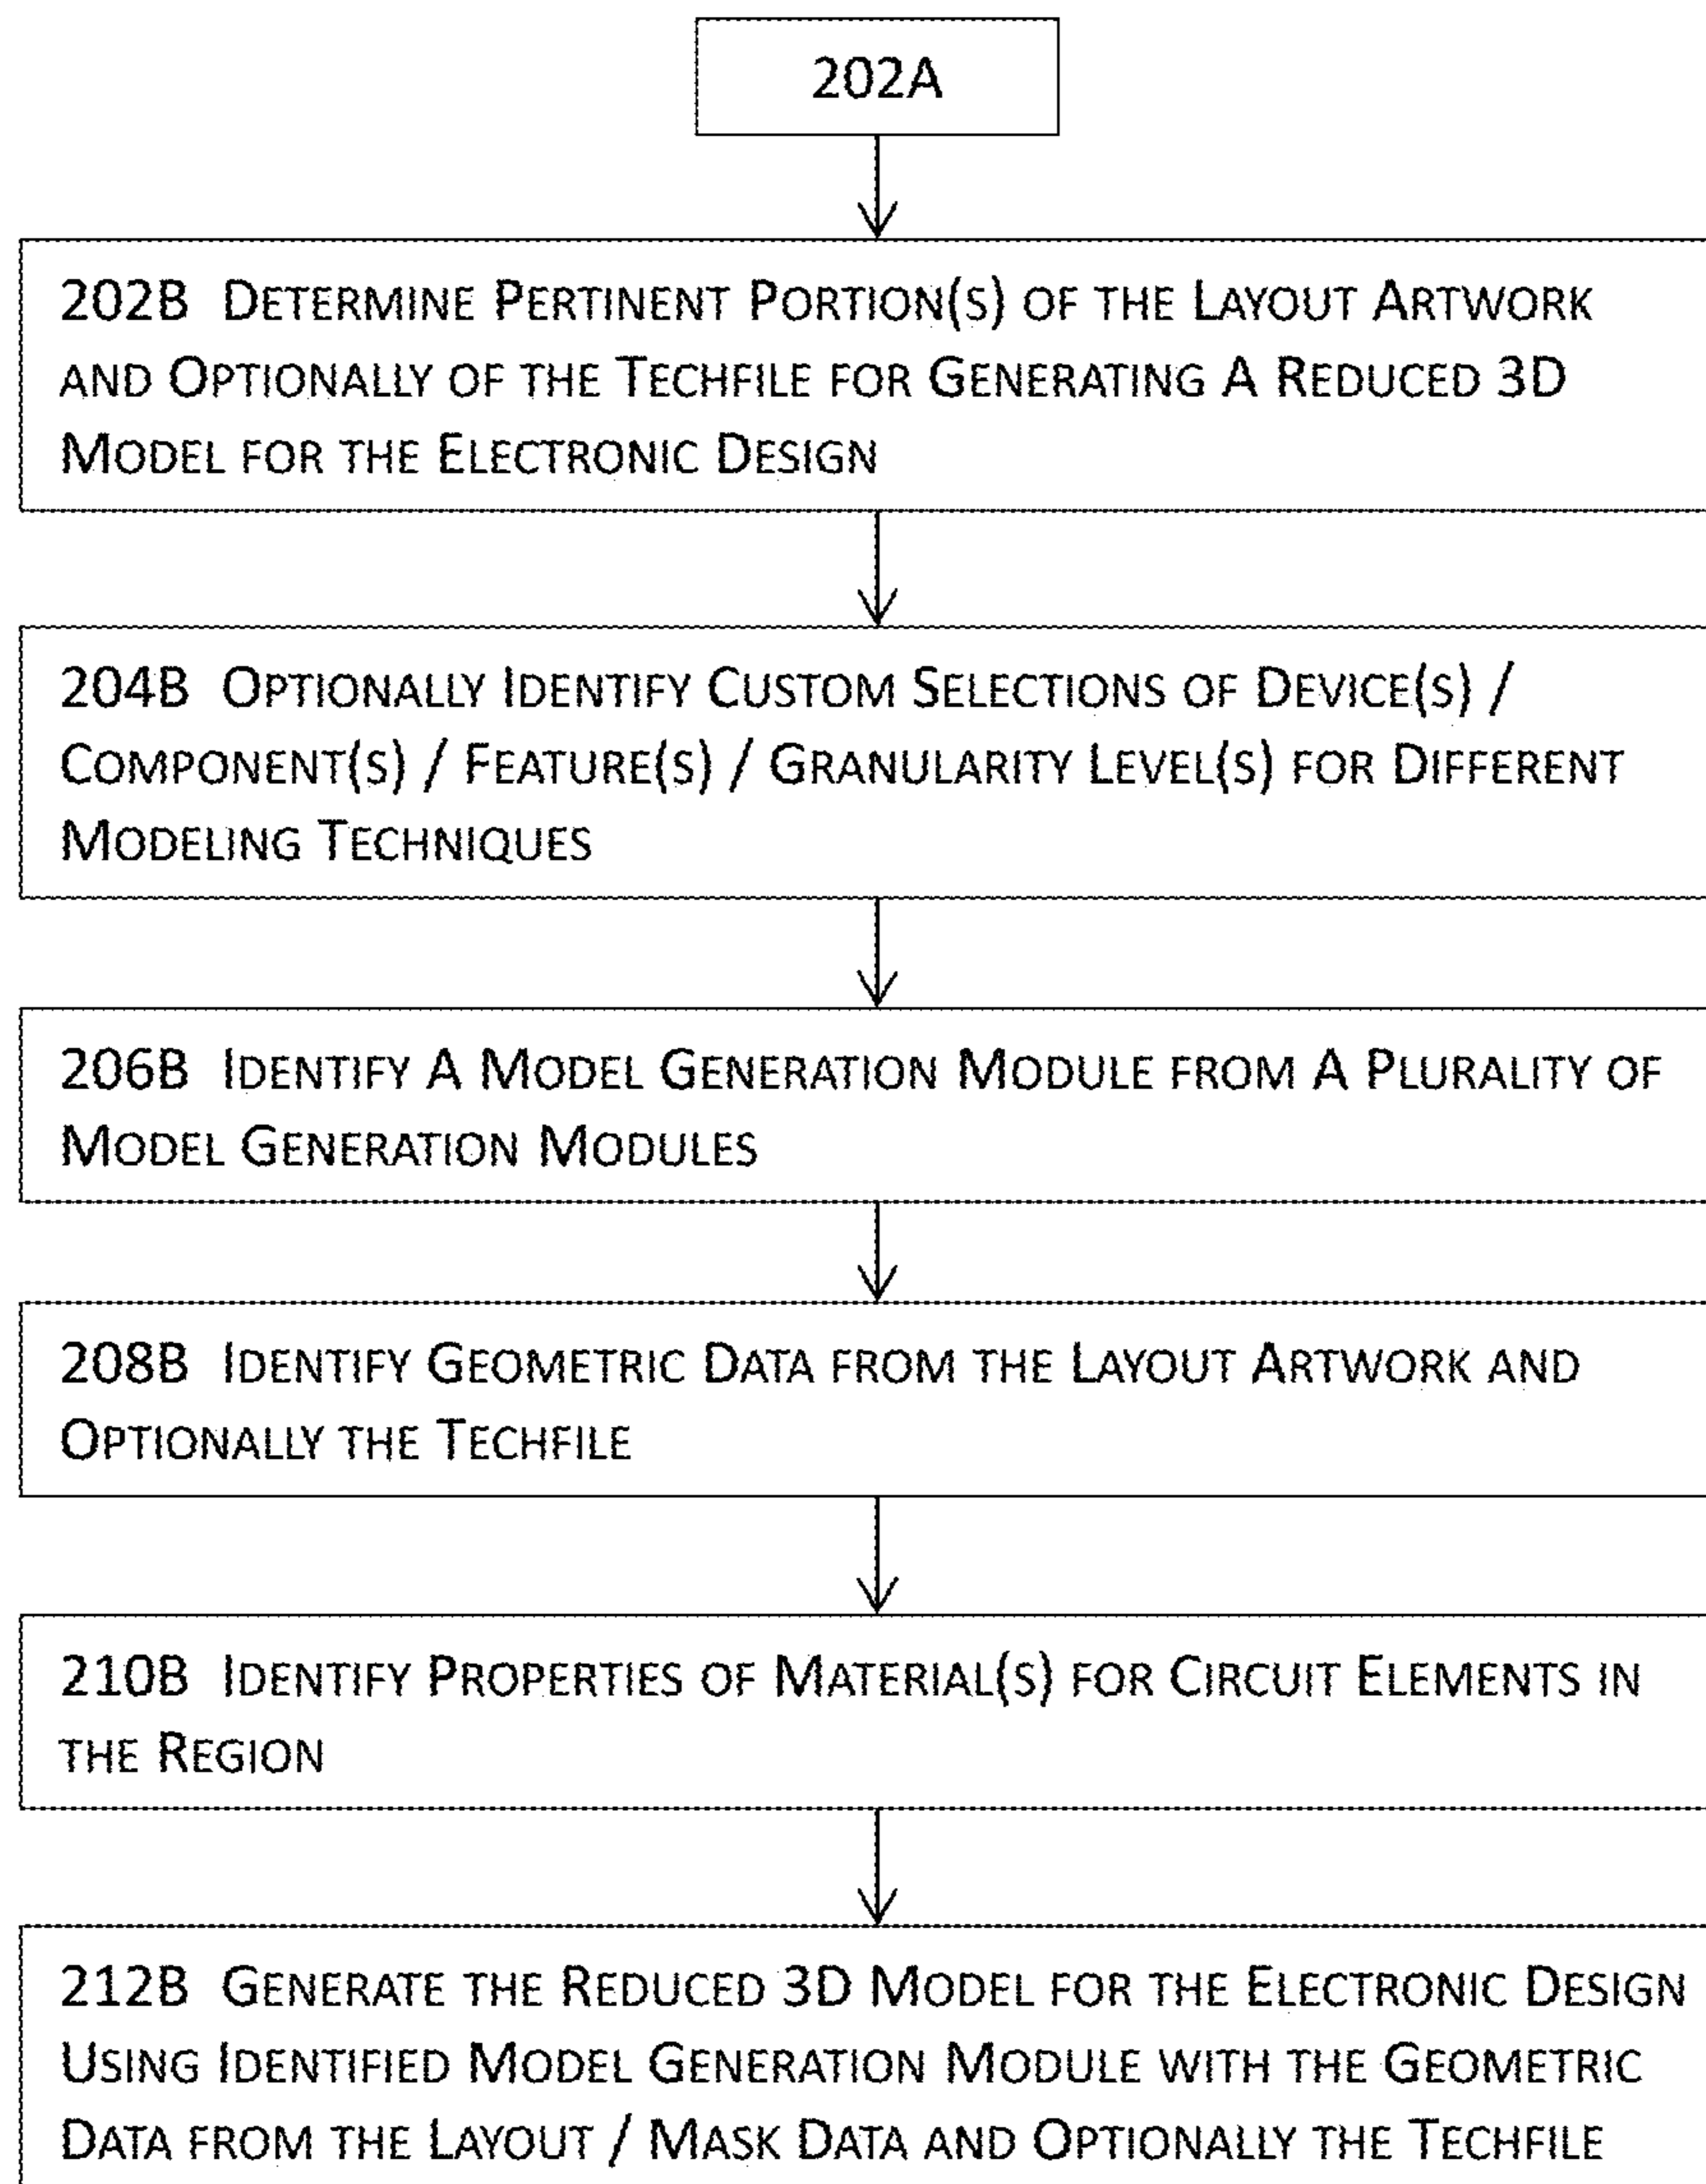 202A
202B Determine Pertinent Portion(s) of the Layout Artwork
and Optionally of the Techfile for Generating A Reduced 3D
Model for the Electronic Design
204B Optionally Identify Custom Selections of Device(s) /
Component(s) / Feature(s) / Granularity Level(s) for Different
Modeling Techniques
206B Identify A Model Generation Module from A Plurality of
Model Generation Modules
208B Identify Geometric Data from the Layout Artwork and
Optionally the Techfile
210B Identify Properties of Material(s) for Circuit Elements in
the Region
212B Generate the Reduced 3D Model for the Electronic Design
Using Identified Model Generation Module with the Geometric
Data from the Layout / Mask Data and Optionally the Techfile